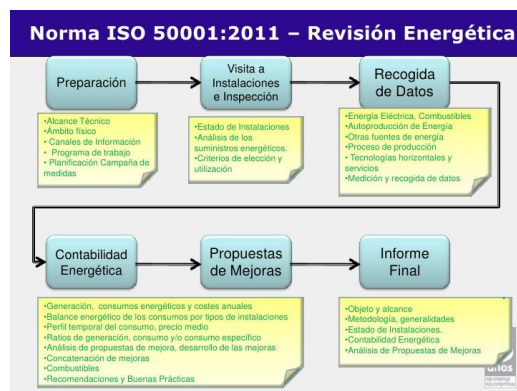 Norma ISO 50001:2011 – Revisión Energética
Preparación
Visita a
Instalaciones
e Inspección
Recogida
de Datos
•Alcance Técnico
•Ámbito físico
• Canales de Información
• Programa de trabajo
• Planificación Campaña de
medidas
•Estado de Instalaciones
•Análisis de los
suministros energéticos.
•Criterios de elección y
utilización
•Energía Eléctrica, Combustibles
•Autoproducción de Energía
•Otras fuentes de energía
•Proceso de producción
• Tecnologías horizontales y
servicios
•Medición y recogida de datos
Contabilidad
Energética
Propuestas
de Mejoras
Informe
Final
•Generación, consumos energéticos y costes anuales
•Balance energético de los consumos por tipos de instalaciones
•Perfil temporal del consumo, precio medio
•Ratios de generación, consumo y/o consumo específico
•Análisis de propuestas de mejora, desarrollo de las mejoras
•Concatenación de mejoras
•Combustibles
•Recomendaciones y Buenas Prácticas
•Objeto y alcance
•Metodología, generalidades
•Estado de Instalaciones.
•Contabilidad Energética
•Análisis de Propuestas de Mejoras